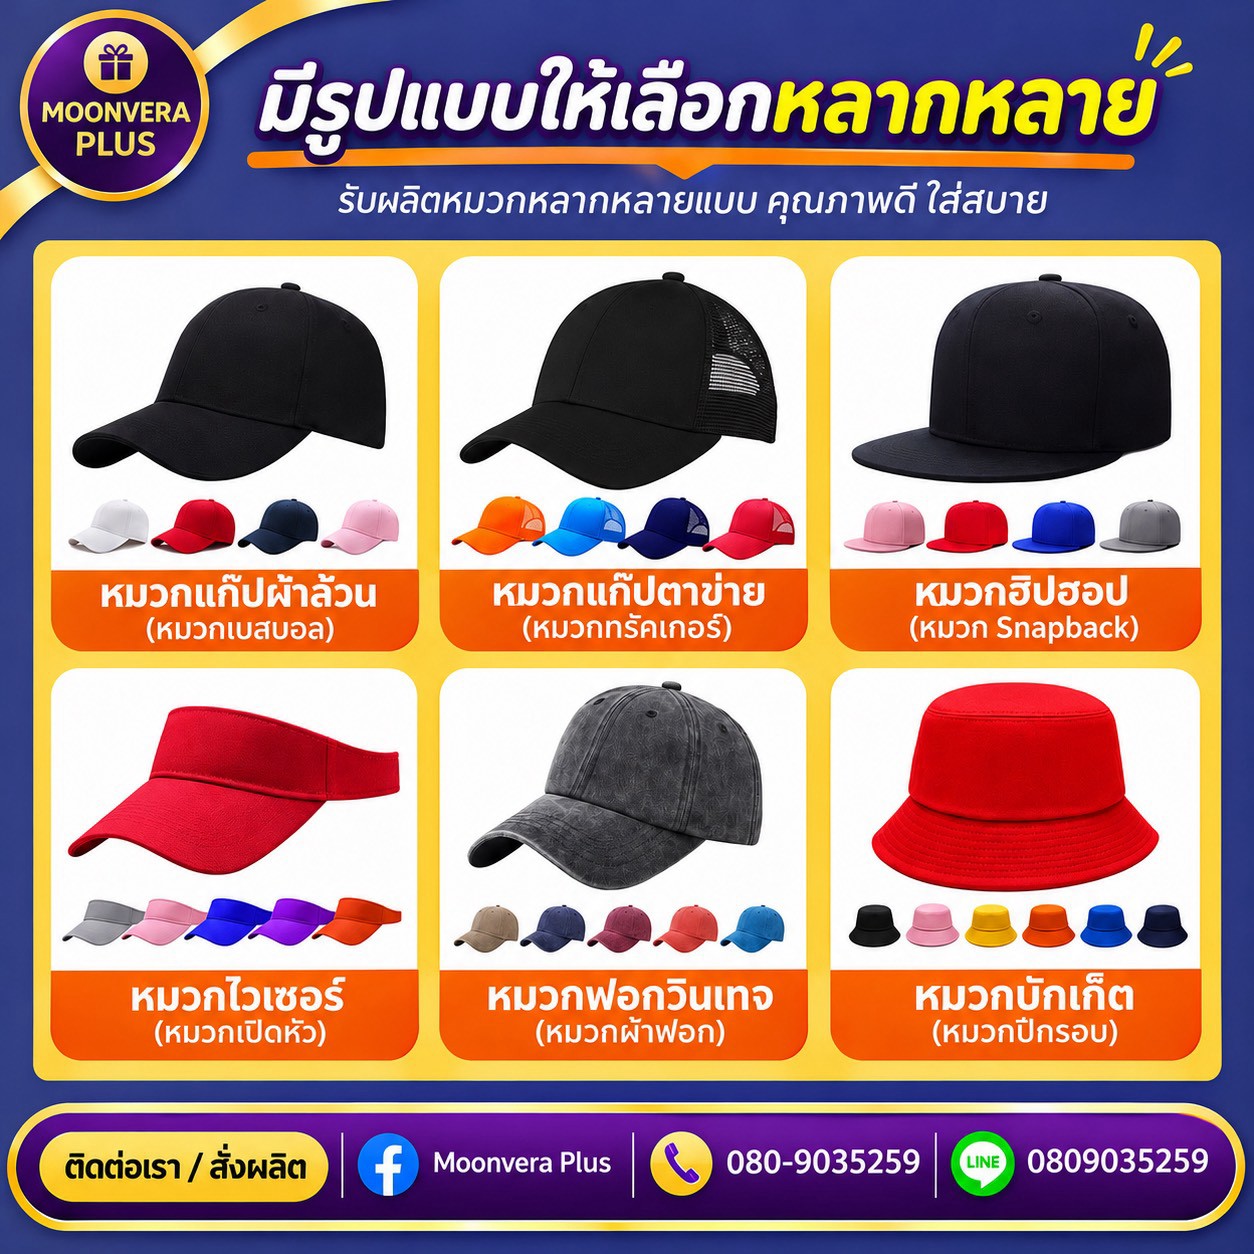 MOONVERA
PLUS
มีรูปแบบให้เลือกหลากหลาย
รับผลิตหมวกหลากหลายแบบ คุณภาพดี ใส่สบาย
หมวกแก๊ปผ้าล้วน
(หมวกเบสบอล)
หมวกแก๊ปตาข่าย
(หมวกทรัคเกอร์)
หมวกฮิปฮอป
(หมวก Snapback)
หมวกไวเซอร์
(หมวกเปิดหัว)
หมวกฟอกวินเทจ
(หมวกผ้าฟอก)
หมวกบักเก็ต
(หมวกปีกรอบ)
ติดต่อเรา / สั่งผลิต
Moonvera Plus
080-9035259
LINE
0809035259